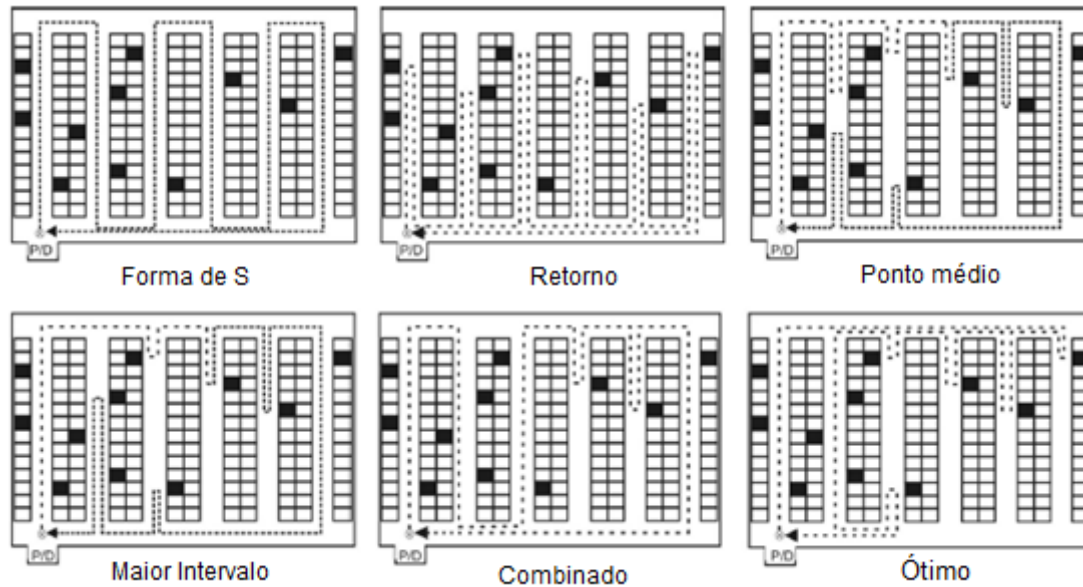 P/D
P/D
P/D
Forma de S
Retorno
Ponto médio
P/D
P/D
P/D
Maior Intervalo
Combinado
Ótimo